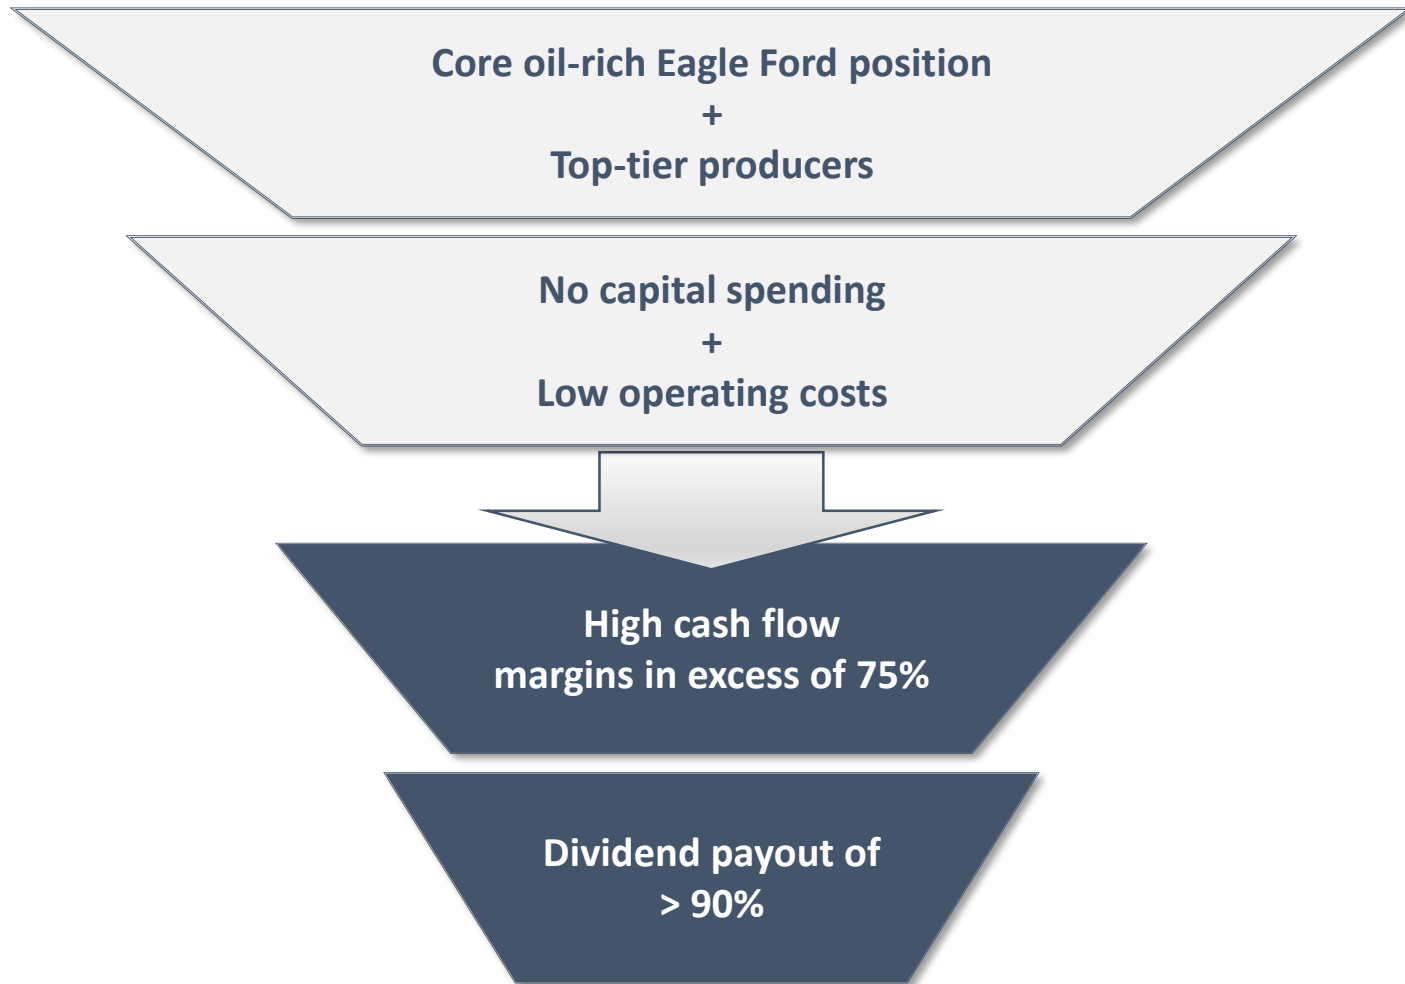 Core oil-rich Eagle Ford position
+
Top-tier producers
No capital spending
+
Low operating costs
High cash flow
margins in excess of 75%
Dividend payout of
> 90%